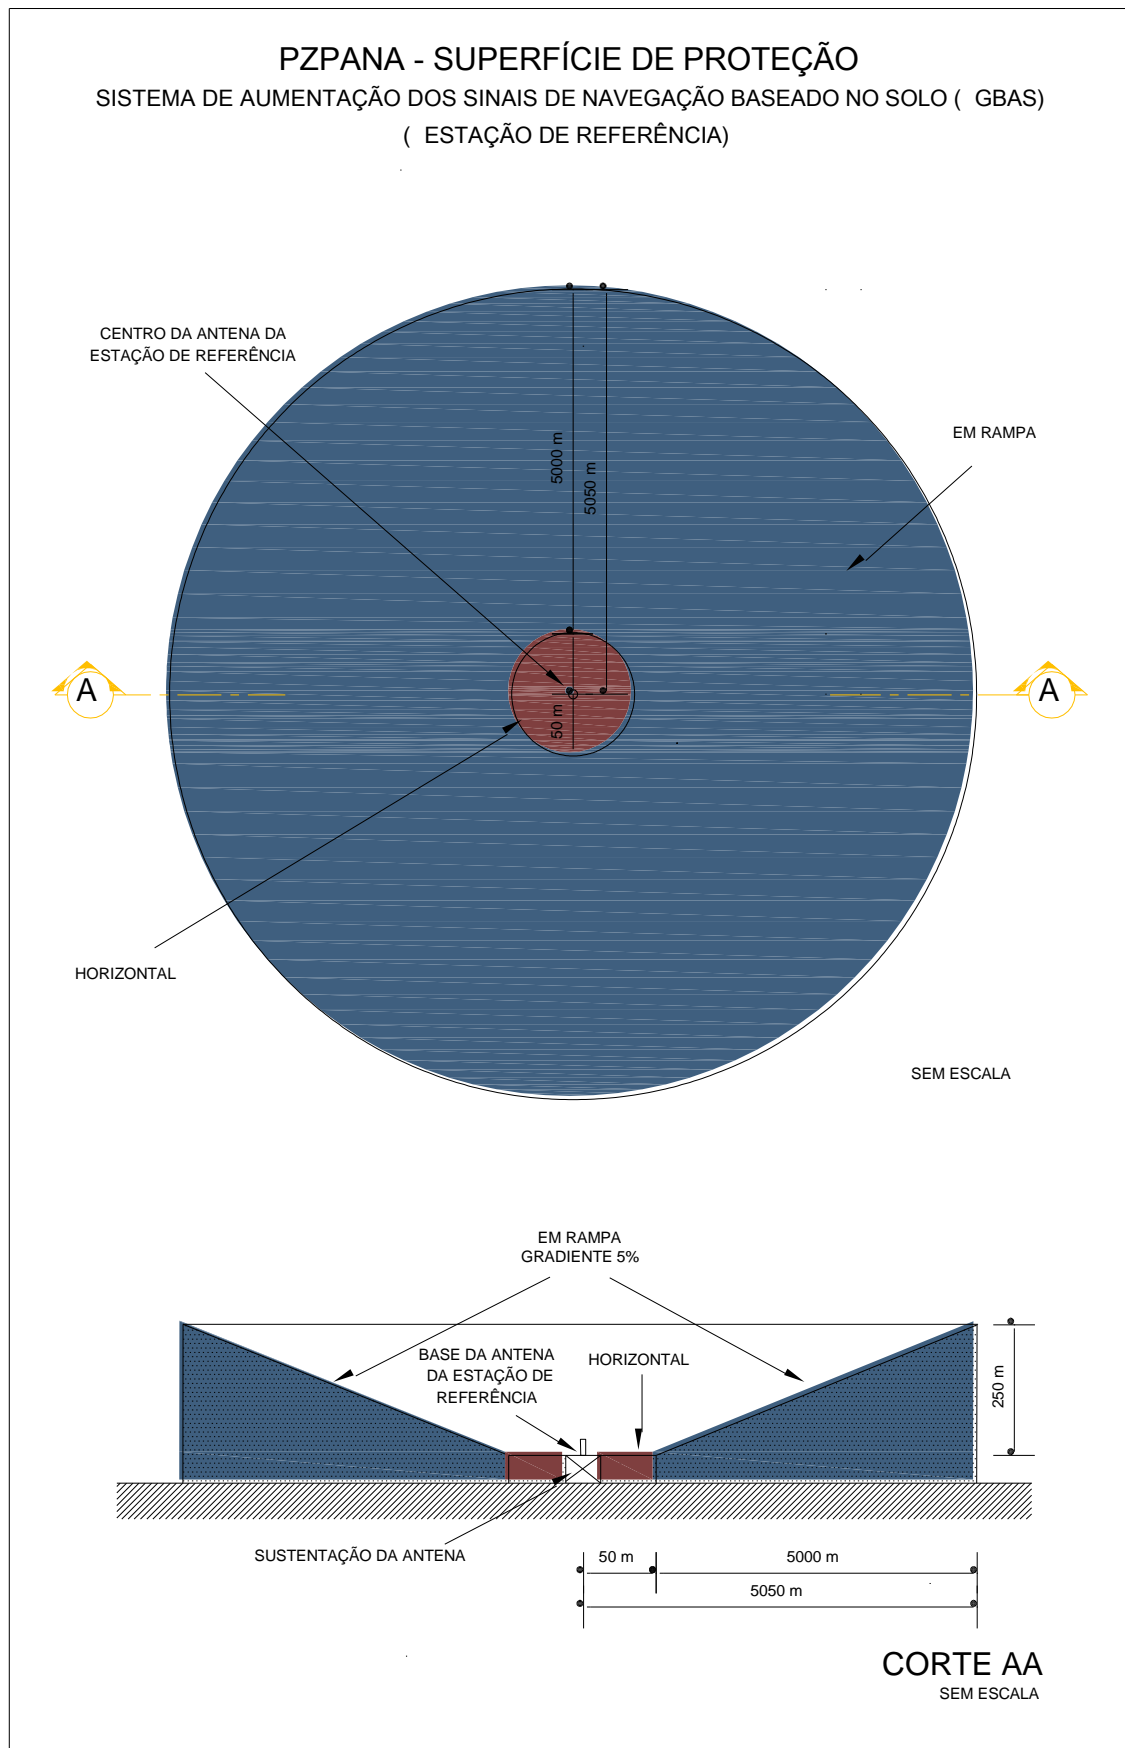 PZPANA - SUPERFÍCIE DE PROTEÇÃO
SISTEMA DE AUMENTAÇÃO DOS SINAIS DE NAVEGAÇÃO BASEADO NO SOLO ( GBAS)
( ESTAÇÃO DE REFERÊNCIA)
CENTRO DA ANTENA DA
ESTAÇÃO DE REFERÊNCIA
EM RAMPA
5000 m
5050 m
A
A
50 m
HORIZONTAL
SEM ESCALA
EM RAMPA
GRADIENTE 5%
BASE DA ANTENA
DA ESTAÇÃO DE
REFERÊNCIA
HORIZONTAL
250 m
SUSTENTAÇÃO DA ANTENA
50 m
5000 m
5050 m
CORTE AA
SEM ESCALA